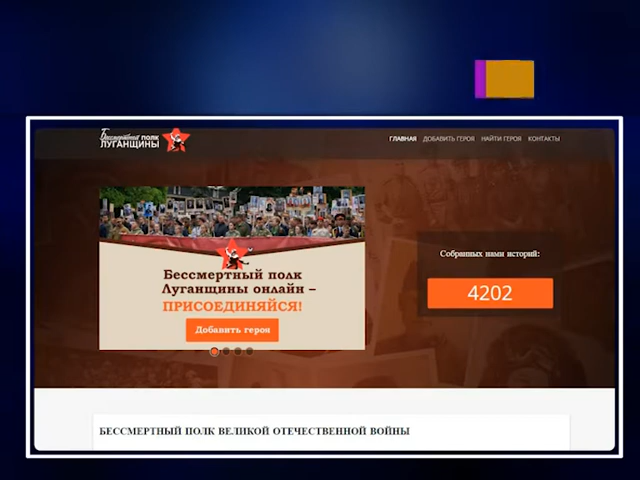 Бессмертный ПОЛК
ЛУГАНЩИНЫ
ГЛАВНАЯ ДОБАВИТЬ ГЕРОЯ НАЙТИ ГЕРОЯ КОНТАКТЫ
Собранных нами историй:
4202
Бессмертный полк
Луганщины онлайн –
ПРИСОЕДИНЯЙСЯ!
Добавить героя
БЕССМЕРТНЫЙ ПОЛК ВЕЛИКОЙ ОТЕЧЕСТВЕННОЙ ВОЙНЫ